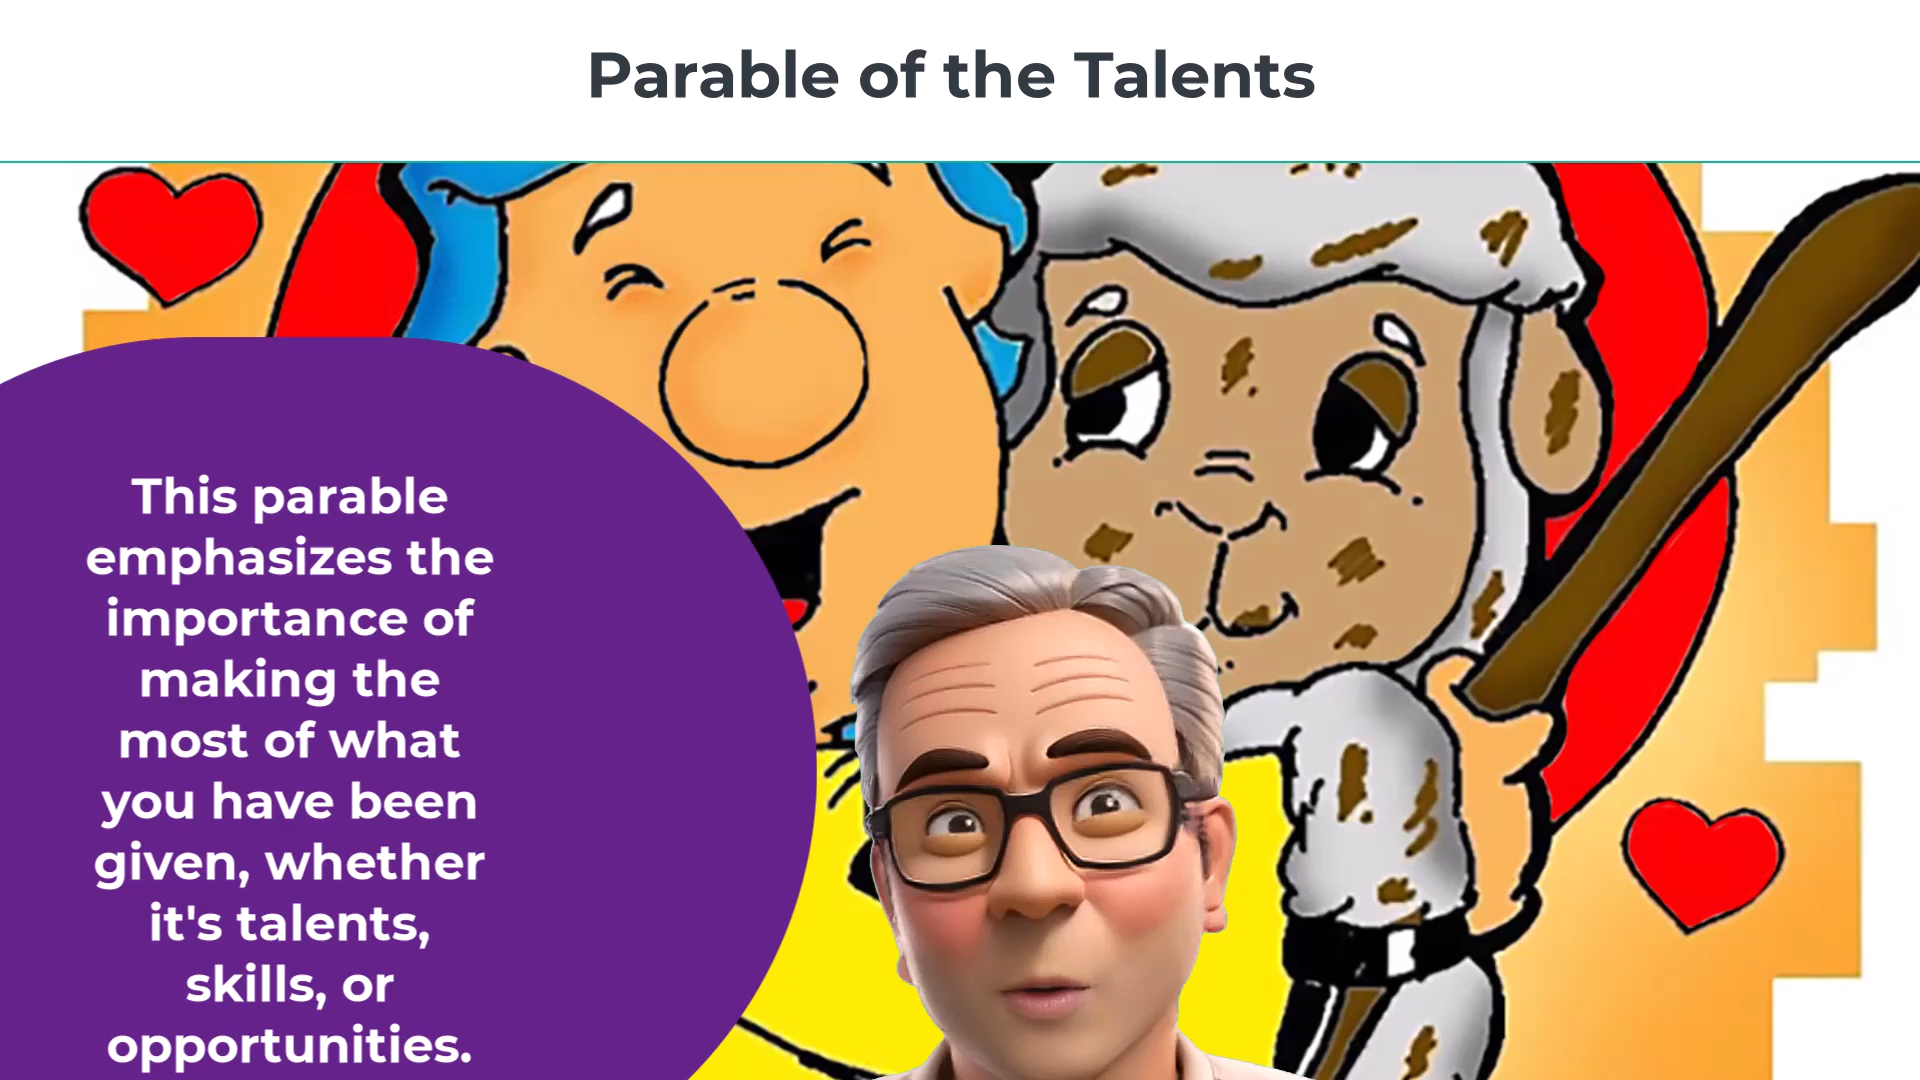 Parable of the Talents
This parable
emphasizes the
importance of
making the
most of what
you have been
given, whether
it's talents,
skills, or
opportunities.